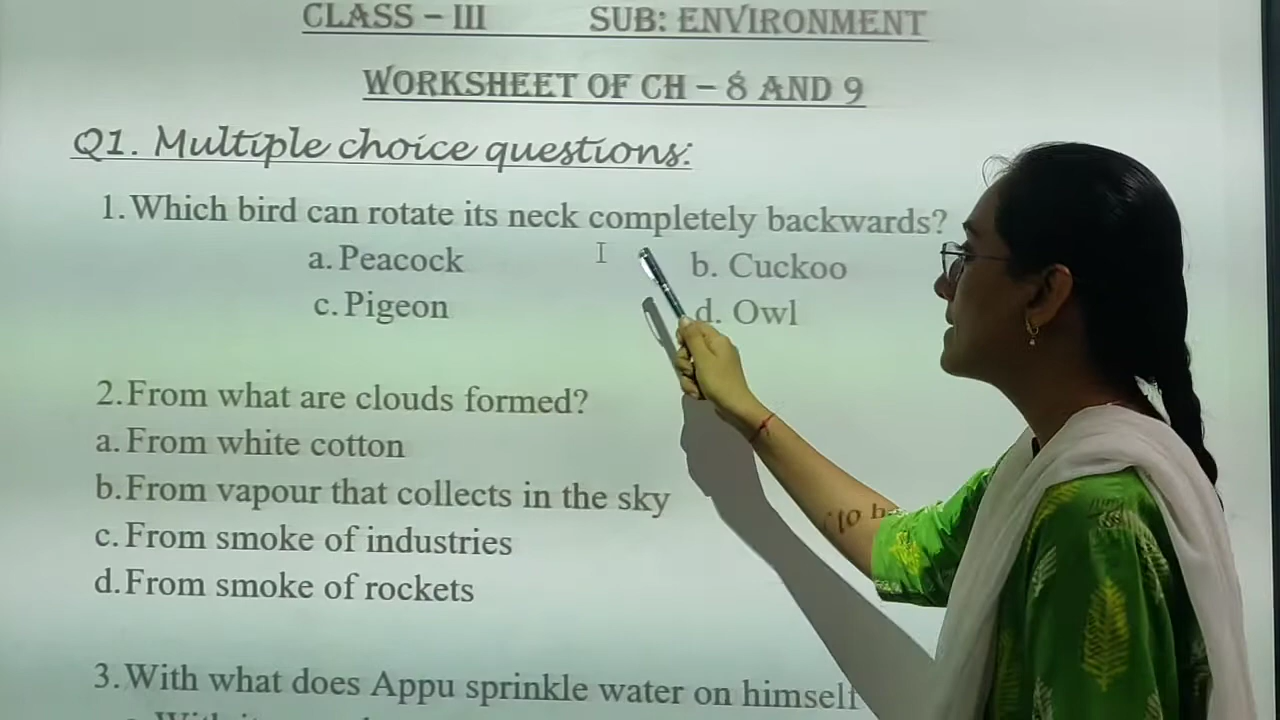 CLASS – III SUB: ENVIRONMENT
WORKSHEET OF CH – 8 AND 9
Q1. Multiple choice questions:
1. Which bird can rotate its neck completely backwards?
a. Peacock b. Cuckoo
c. Pigeon d. Owl
2. From what are clouds formed?
a. From white cotton
b. From vapour that collects in the sky
c. From smoke of industries
d. From smoke of rockets
3. With what does Appu sprinkle water on himself